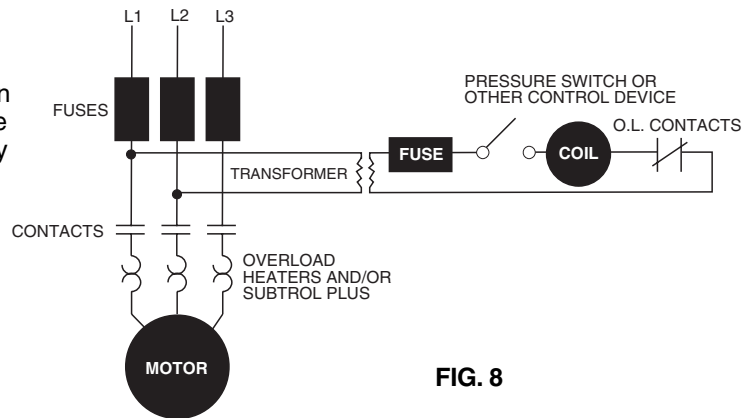 L1 L2 L3
n
e
y
FUSES
PRESSURE SWITCH OR
OTHER CONTROL DEVICE
O.L. CONTACTS
FUSE
COIL
TRANSFORMER
CONTACTS
OVERLOAD
HEATERS AND/OR
SUBTROL PLUS
MOTOR
FIG. 8